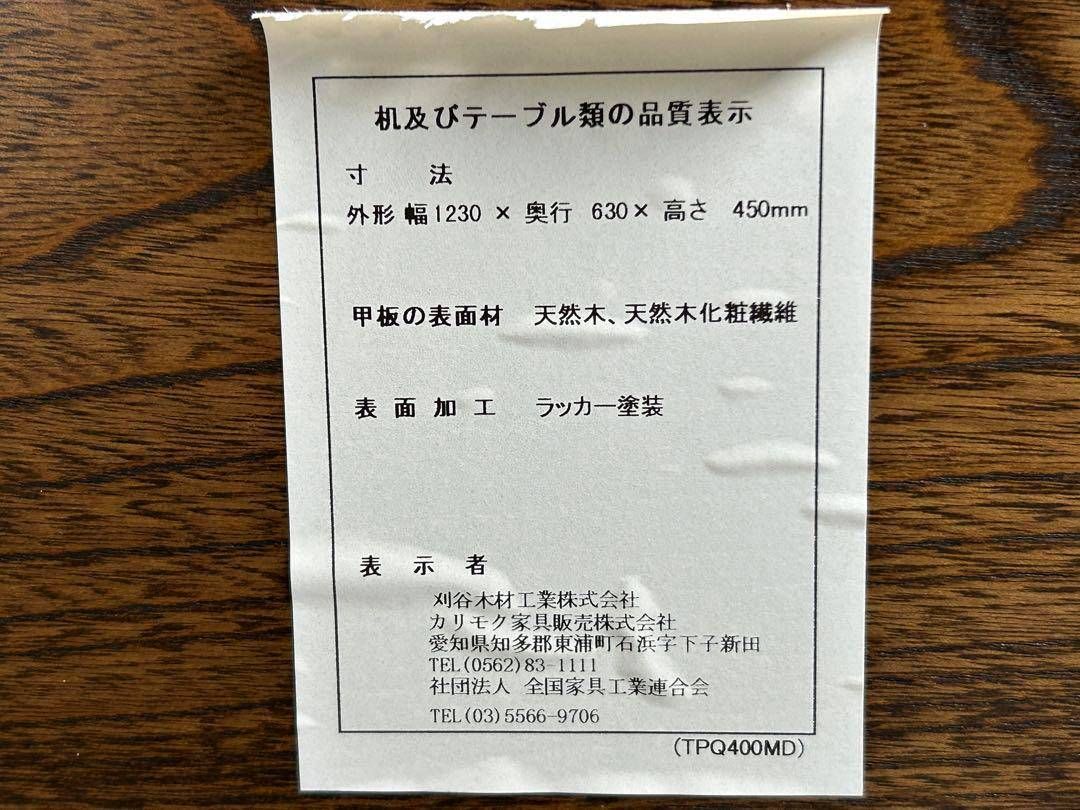 机及びテーブル類の品質表示
寸　　法
外形 幅1230 × 奥行 630× 高さ 450mm
甲板の表面材　天然木、天然木化粧繊維
表 面 加 工　ラッカー塗装
表　示　者
刈谷木材工業株式会社
カリモク家具販売株式会社
愛知県知多郡東浦町石浜字下子新田
TEL(0562)83-1111
社団法人 全国家具工業連合会
TEL(03)5566-9706
(TPQ400MD)